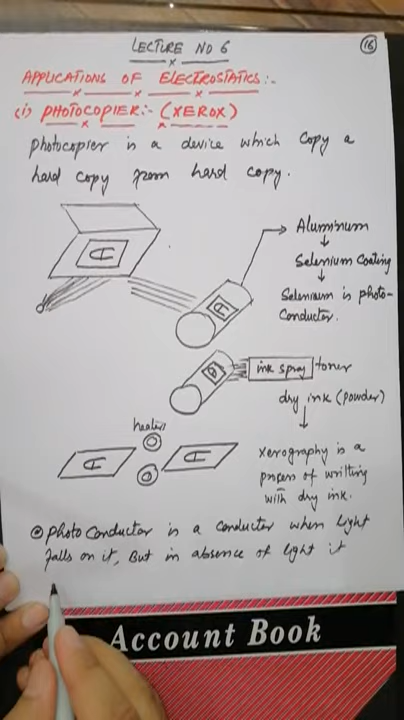 LECTURE NO 6
16
APPLICATIONS OF ELECTROSTATICS:-
(i) PHOTOCOPIER:- (XEROX)
Photocopier is a device which copy a
hard copy from hard copy.
Aluminum
Selenium Coating
Selenium is photo-
Conductor.
ink spray toner
dry ink (powder)
heater
xerography is a
process of writting
with dry ink.
Photo Conductor is a conductor when light
falls on it, But in absence of light it
Account Book